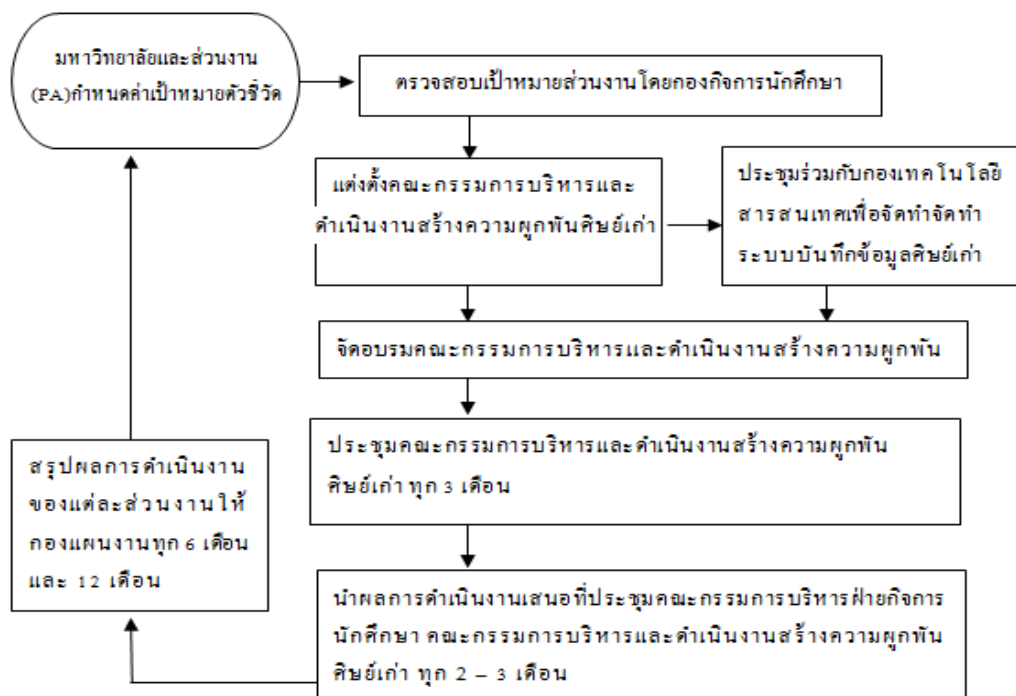 มหาวิทยาลัยและส่วนงาน
(PA)กำหนดค่าเป้าหมายตัวชี้วัด
ตรวจสอบเป้าหมายส่วนงานโดยกองกิจการนักศึกษา
แต่งตั้งคณะกรรมการบริหารและ
ดำเนินงานสร้างความผูกพันศิษย์เก่า
ประชุมร่วมกับกองเทคโนโลยี
สารสนเทศเพื่อจัดทำจัดทำ
ระบบบันทึกข้อมูลศิษย์เก่า
จัดอบรมคณะกรรมการบริหารและดำเนินงานสร้างความผูกพัน
ประชุมคณะกรรมการบริหารและดำเนินงานสร้างความผูกพัน
ศิษย์เก่า ทุก 3 เดือน
นำผลการดำเนินงานเสนอที่ประชุมคณะกรรมการบริหารฝ่ายกิจการ
นักศึกษา คณะกรรมการบริหารและดำเนินงานสร้างความผูกพัน
ศิษย์เก่า ทุก 2 – 3 เดือน
สรุปผลการดำเนินงาน
ของแต่ละส่วนงานให้
กองแผนงานทุก 6 เดือน
และ 12 เดือน